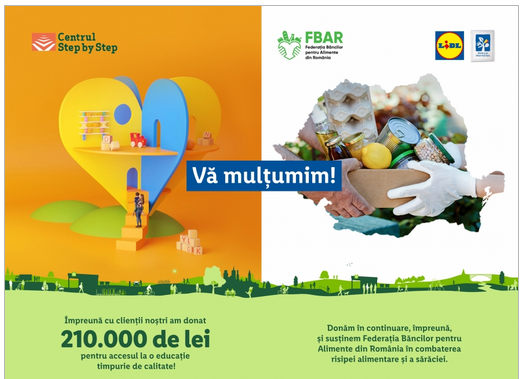 Centrul
Step by Step
FBAR
Federația Băncilor
pentru Alimente
din România
LIDL
Vă mulțumim!
Împreună cu clienții noștri am donat
210.000 de lei
pentru accesul la o educație
timpurie de calitate!
Donăm în continuare, împreună,
și susținem Federația Băncilor pentru
Alimente din România în combaterea
risipei alimentare și a sărăciei.